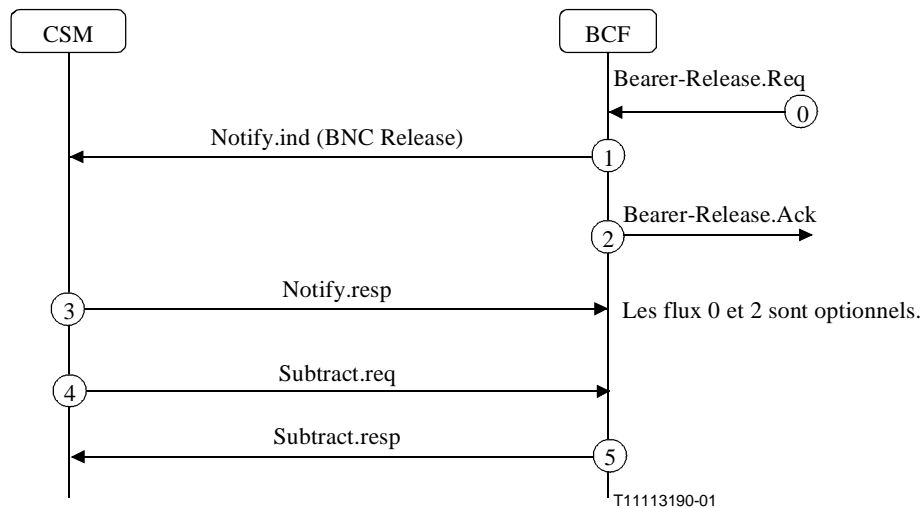 CSM
BCF
Bearer-Release.Req
0
Notify.ind (BNC Release)
1
Bearer-Release.Ack
2
Notify.resp
3
Les flux 0 et 2 sont optionnels.
Subtract.req
4
Subtract.resp
5
T11113190-01